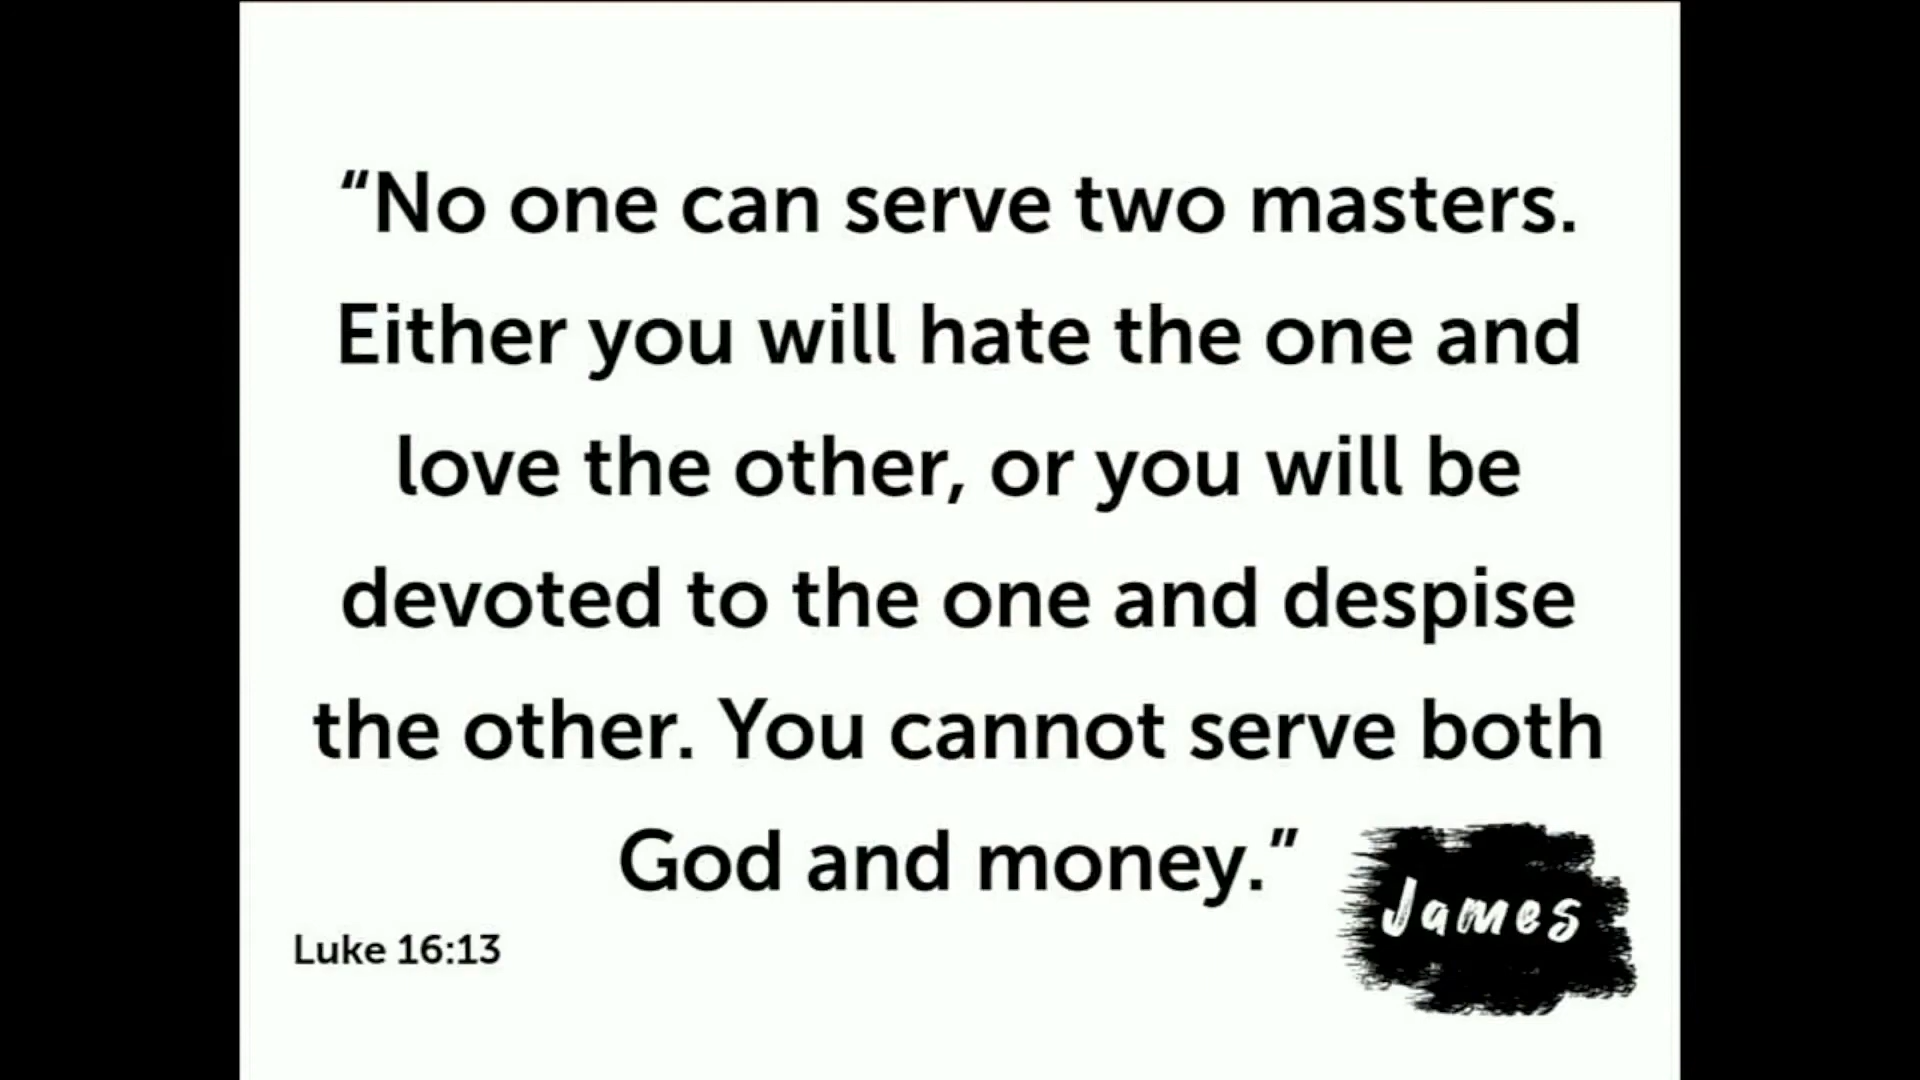 “No one can serve two masters.
Either you will hate the one and
love the other, or you will be
devoted to the one and despise
the other. You cannot serve both
God and money.”
James
Luke 16:13